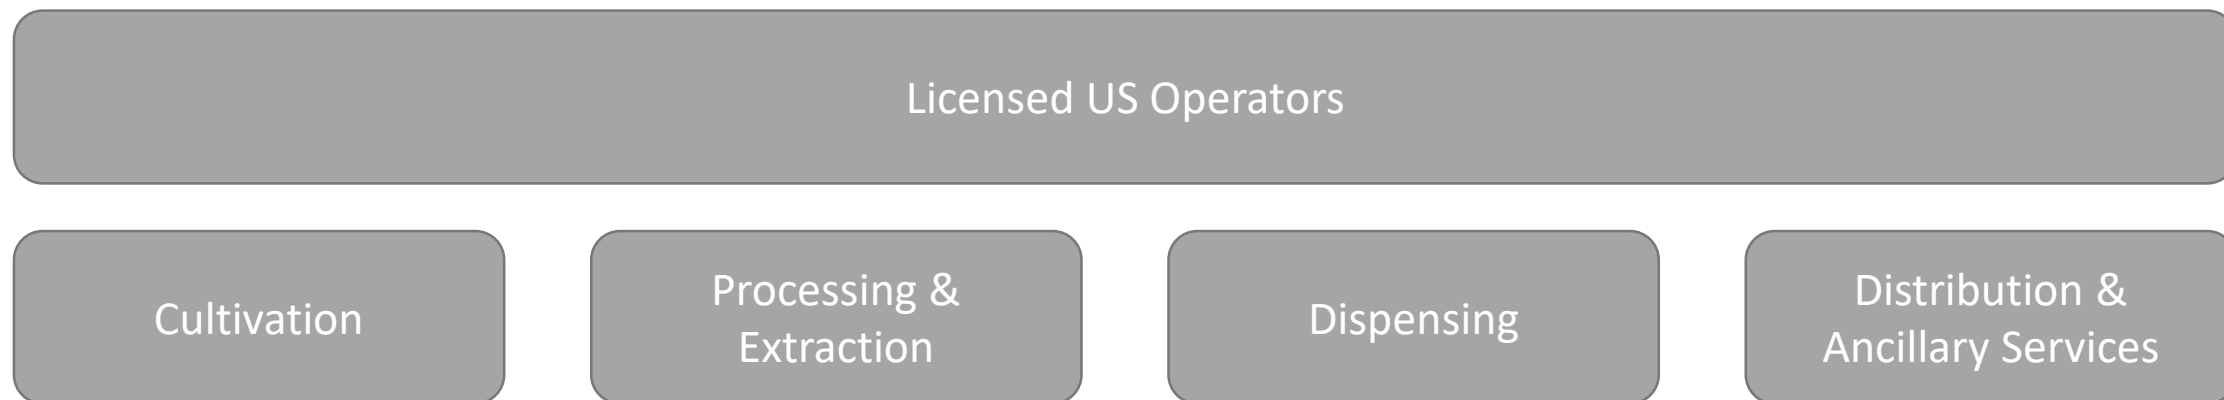 Licensed US Operators
Cultivation
Processing &
Extraction
Dispensing
Distribution &
Ancillary Services